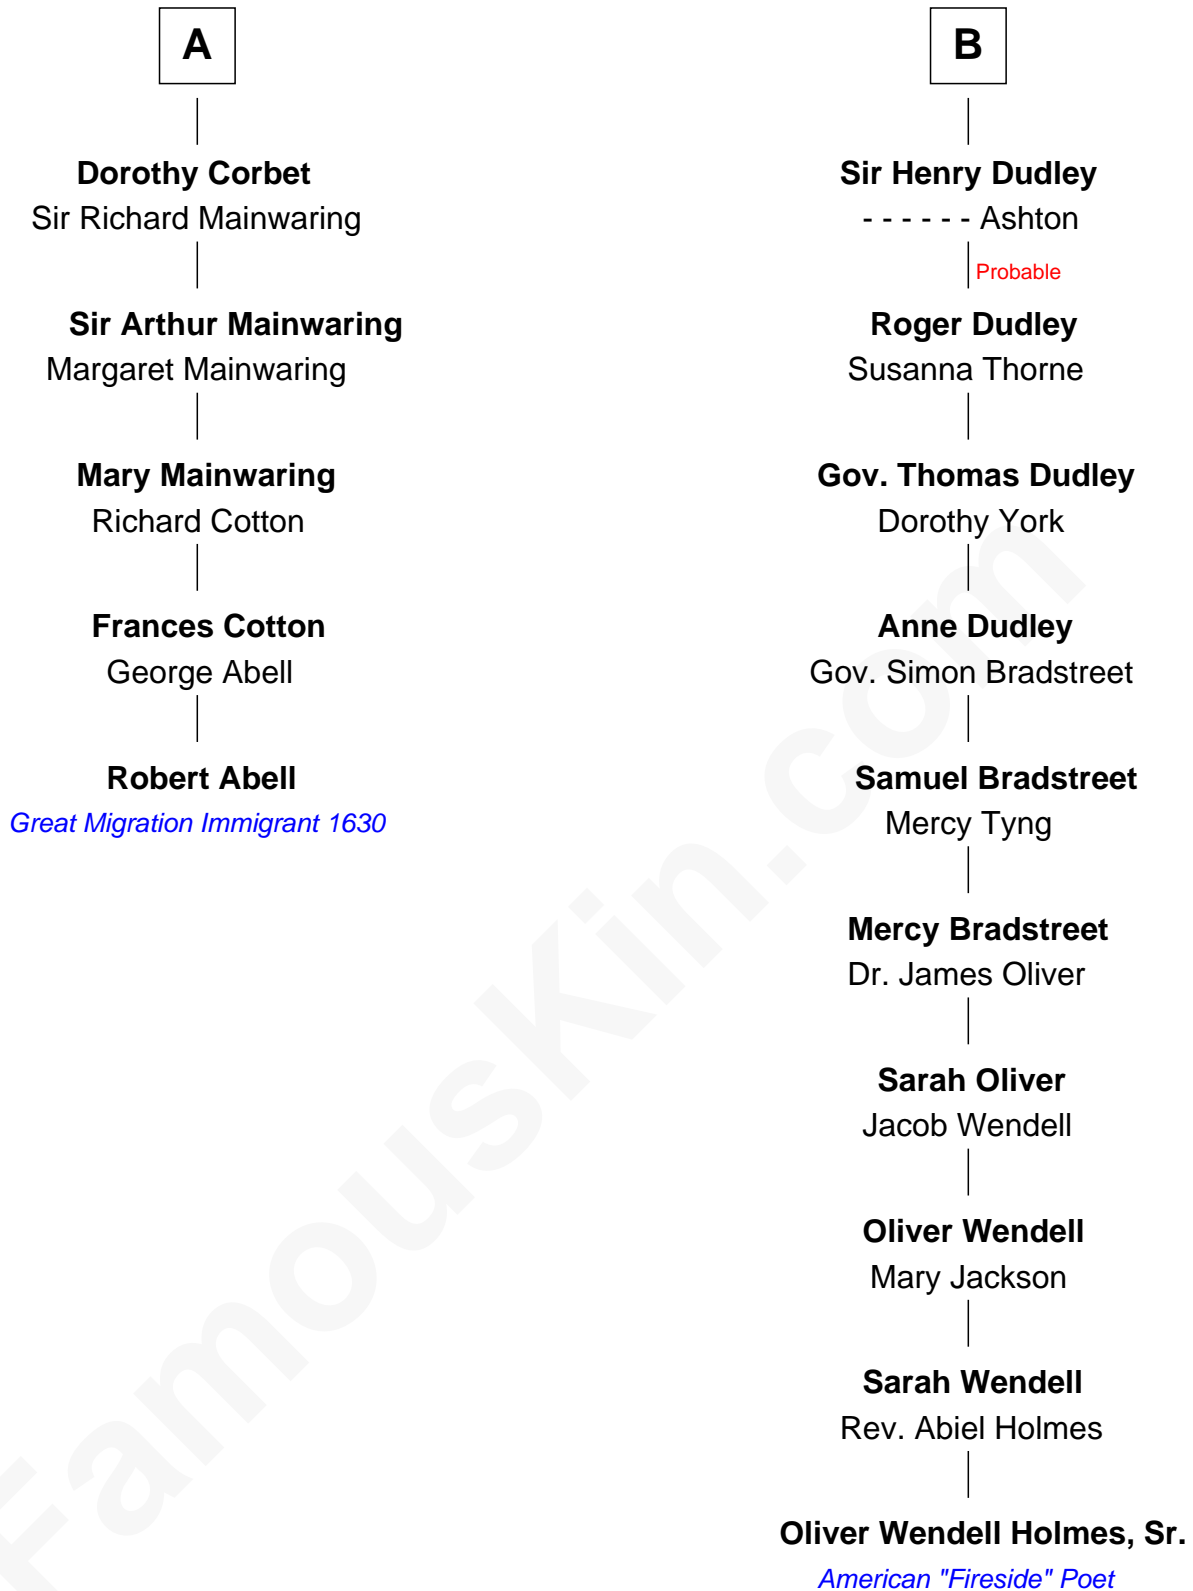 A
Dorothy Corbet
Sir Richard Mainwaring
Sir Arthur Mainwaring
Margaret Mainwaring
Mary Mainwaring
Richard Cotton
Frances Cotton
George Abell
Robert Abell
Great Migration Immigrant 1630
B
Sir Henry Dudley
- - - - - - Ashton
Probable
Roger Dudley
Susanna Thorne
Gov. Thomas Dudley
Dorothy York
Anne Dudley
Gov. Simon Bradstreet
Samuel Bradstreet
Mercy Tyng
Mercy Bradstreet
Dr. James Oliver
Sarah Oliver
Jacob Wendell
Oliver Wendell
Mary Jackson
Sarah Wendell
Rev. Abiel Holmes
Oliver Wendell Holmes, Sr.
American "Fireside" Poet
FamousKin.com